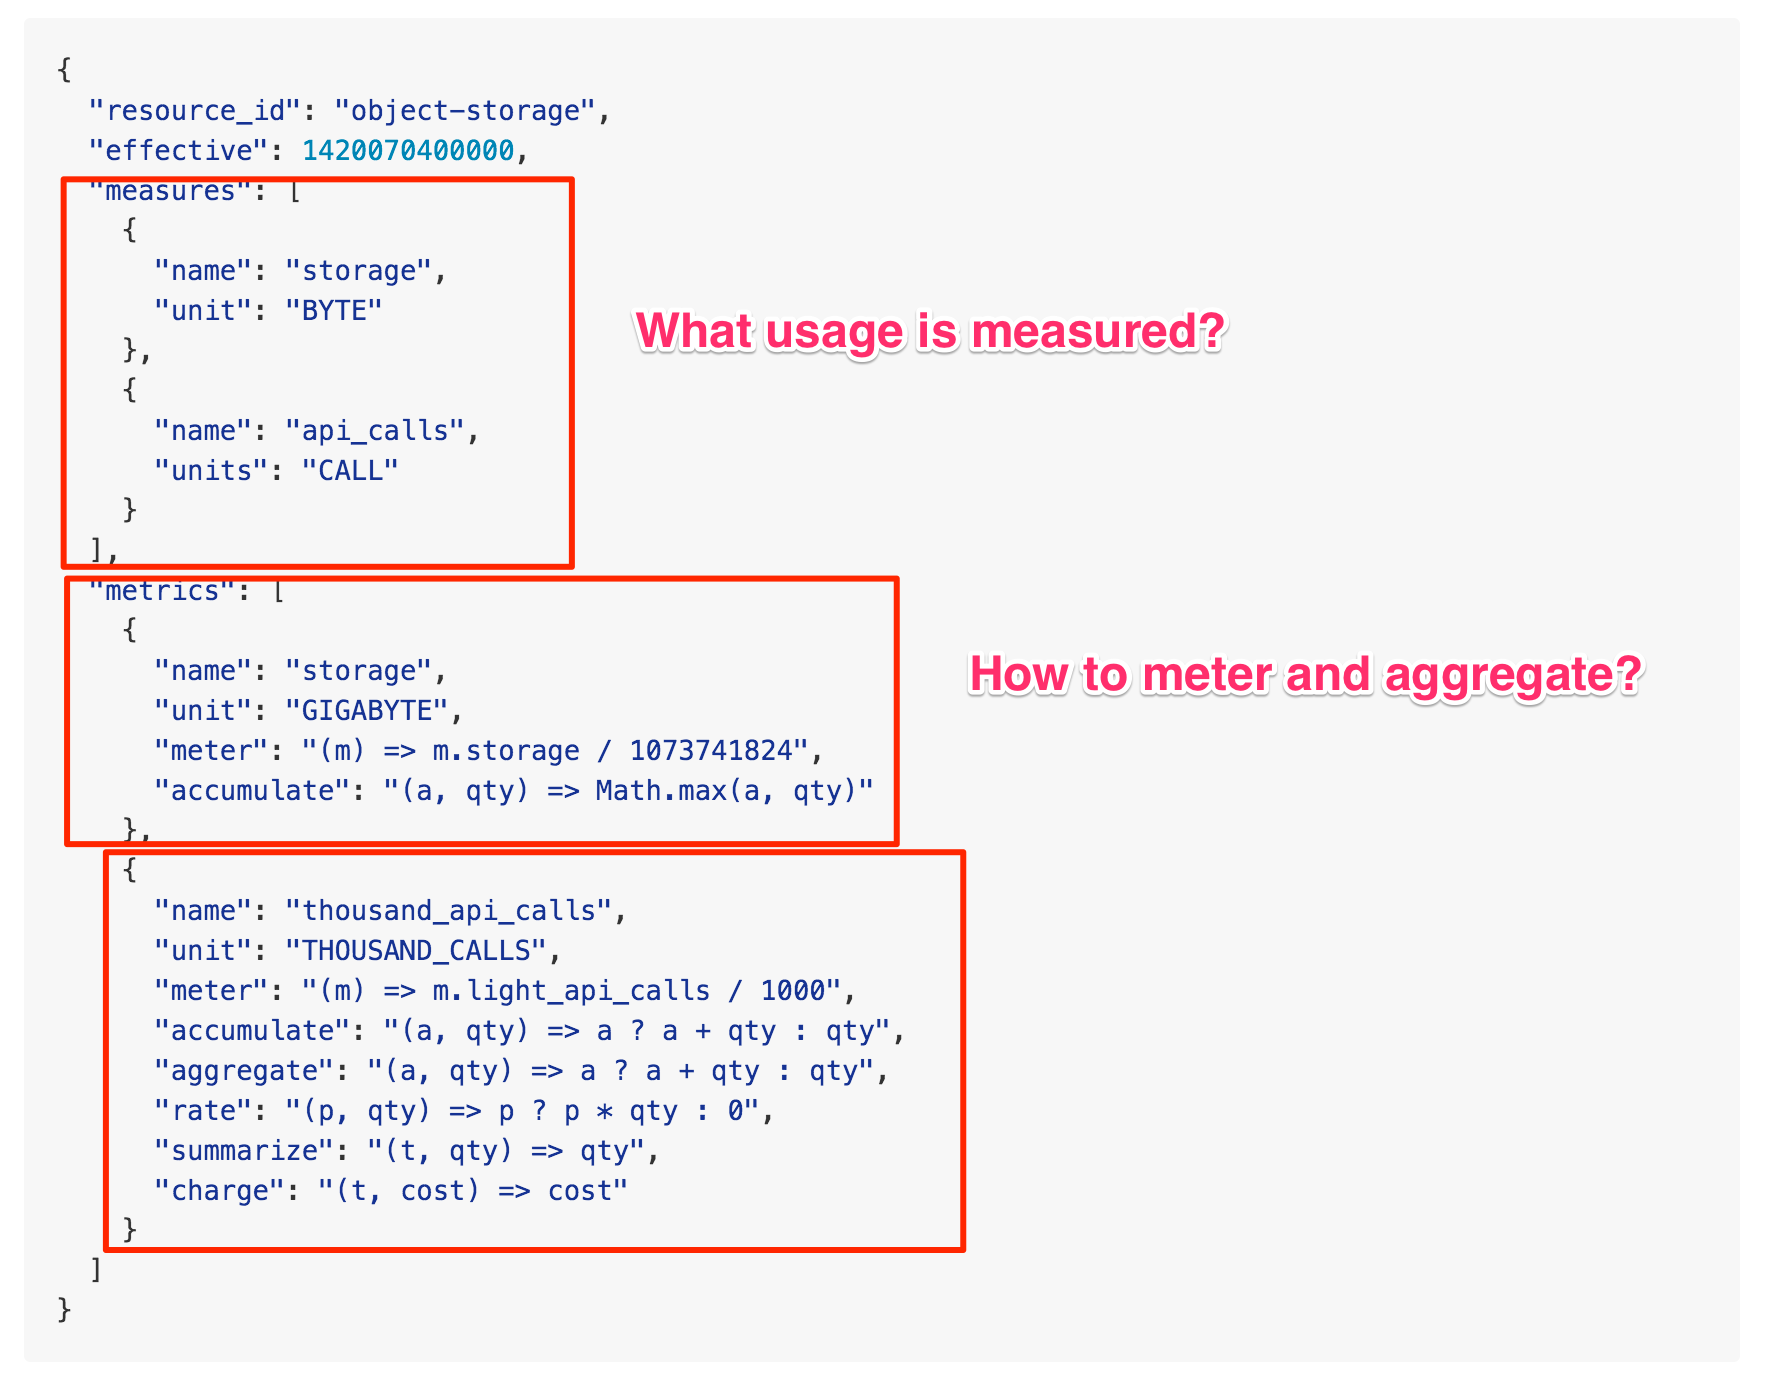 {
  "resource_id": "object-storage",
  "effective": 1420070400000,
  "measures": [
    {
      "name": "storage",
      "unit": "BYTE"
    },
What usage is measured?
    {
      "name": "api_calls",
      "units": "CALL"
    }
  ],
  "metrics": [
    {
      "name": "storage",
How to meter and aggregate?
      "unit": "GIGABYTE",
      "meter": "(m) => m.storage / 1073741824",
      "accumulate": "(a, qty) => Math.max(a, qty)"
    },
    {
      "name": "thousand_api_calls",
      "unit": "THOUSAND_CALLS",
      "meter": "(m) => m.light_api_calls / 1000",
      "accumulate": "(a, qty) => a ? a + qty : qty",
      "aggregate": "(a, qty) => a ? a + qty : qty",
      "rate": "(p, qty) => p ? p * qty : 0",
      "summarize": "(t, qty) => qty",
      "charge": "(t, cost) => cost"
    }
  ]
}